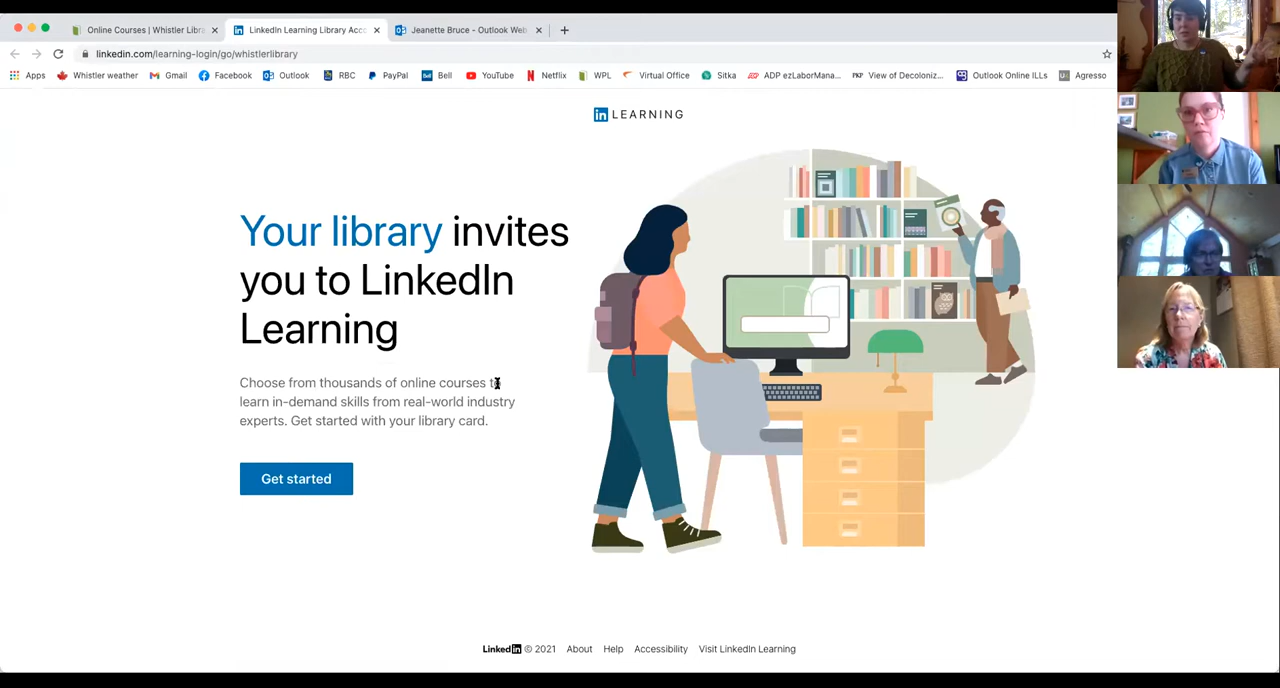 Online Courses | Whistler Libra
LinkedIn Learning Library Acco
Jeanette Bruce - Outlook Web
linkedin.com/learning-login/go/whistlerlibrary
Apps
Whistler weather
Gmail
Facebook
Outlook
RBC
PayPal
Bell
YouTube
Netflix
WPL
Virtual Office
Sitka
ADP ezLaborMana...
View of Decoloniz...
Outlook Online ILLs
Agresso
in LEARNING
Your library invites
you to LinkedIn
Learning
Choose from thousands of online courses to
learn in-demand skills from real-world industry
experts. Get started with your library card.
Get started
Linked in © 2021 About Help Accessibility Visit LinkedIn Learning